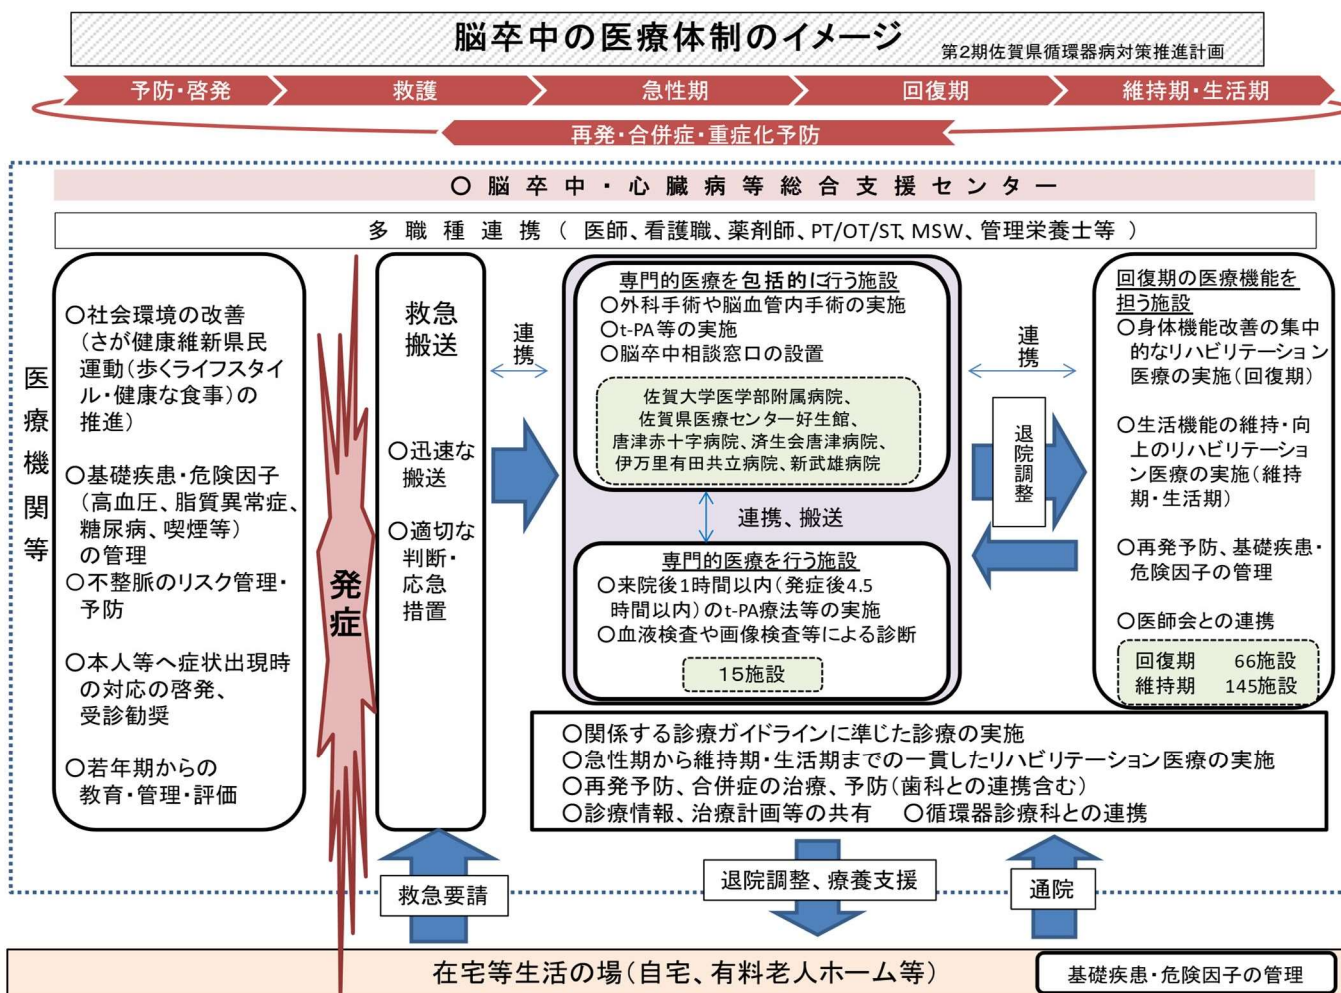 脳卒中の医療体制のイメージ
第2期佐賀県循環器病対策推進計画
予防・啓発
救護
急性期
回復期
維持期・生活期
再発・合併症・重症化予防
○脳卒中・心臓病等総合支援センター
多職種連携(医師、看護職、薬剤師、PT/OT/ST、MSW、管理栄養士等)
医療機関等
○社会環境の改善
(さが健康維新県民
運動(歩くライフスタイ
ル・健康な食事)の
推進)
○基礎疾患・危険因子
(高血圧、脂質異常症、
糖尿病、喫煙等)
の管理
○不整脈のリスク管理・
予防
○本人等へ症状出現時
の対応の啓発、
受診勧奨
○若年期からの
教育・管理・評価
発症
救急
搬送
○迅速な
搬送
○適切な
判断・
応急
措置
連携
専門的医療を包括的に行う施設
○外科手術や脳血管内手術の実施
○t-PA等の実施
○脳卒中相談窓口の設置
佐賀大学医学部附属病院、
佐賀県医療センター好生館、
唐津赤十字病院、済生会唐津病院、
伊万里有田共立病院、新武雄病院
連携、搬送
専門的医療を行う施設
○来院後1時間以内(発症後4.5
時間以内)のt-PA療法等の実施
○血液検査や画像検査等による診断
15施設
連携
退院調整
回復期の医療機能を
担う施設
○身体機能改善の集中
的なリハビリテーション
医療の実施(回復期)
○生活機能の維持・向
上のリハビリテーショ
ン医療の実施(維持
期・生活期)
○再発予防、基礎疾患・
危険因子の管理
○医師会との連携
回復期 66施設
維持期 145施設
○関係する診療ガイドラインに準じた診療の実施
○急性期から維持期・生活期までの一貫したリハビリテーション医療の実施
○再発予防、合併症の治療、予防(歯科との連携含む)
○診療情報、治療計画等の共有 ○循環器診療科との連携
救急要請
退院調整、療養支援
通院
在宅等生活の場(自宅、有料老人ホーム等)
基礎疾患・危険因子の管理